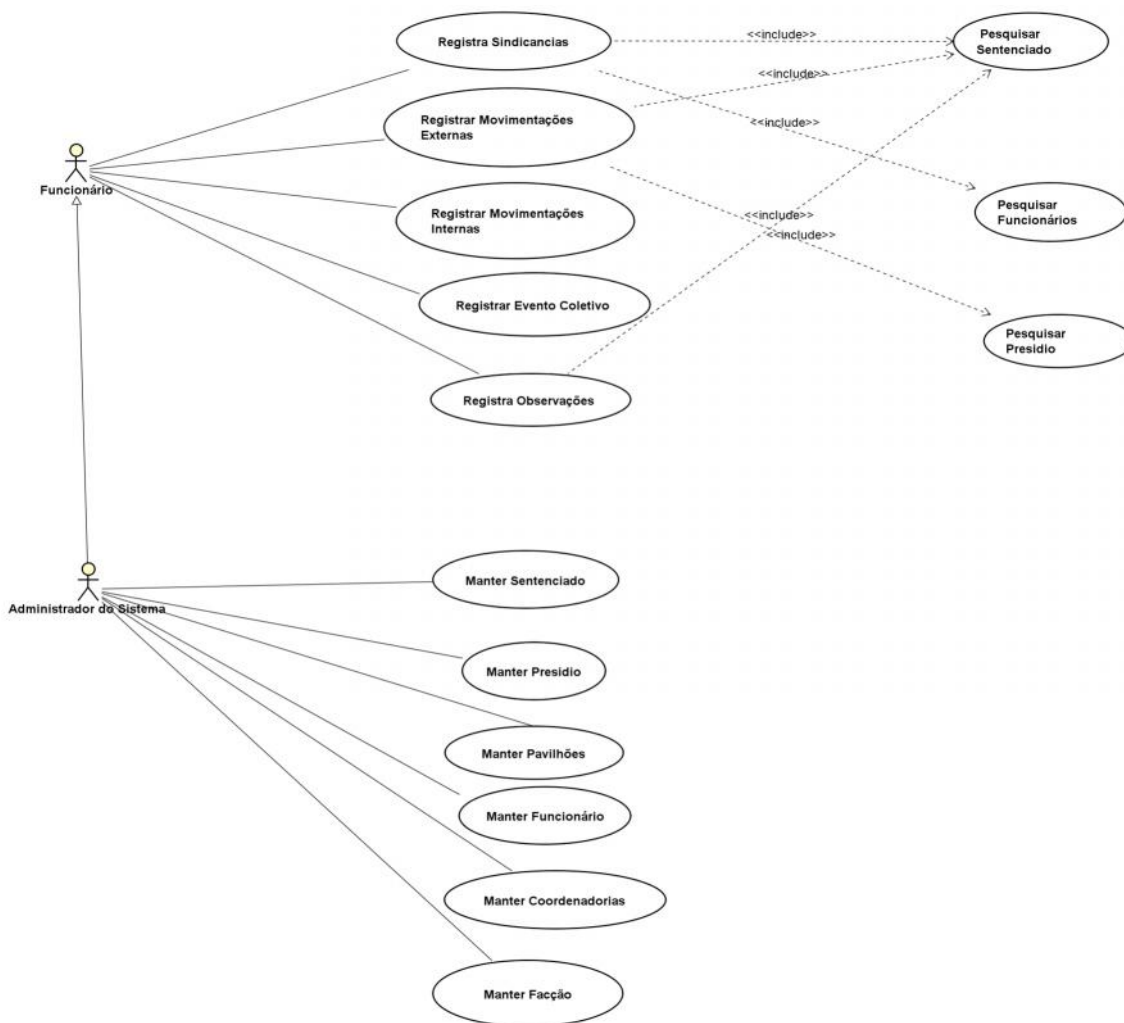 Registra Sindicancias
<<include>>
Pesquisar
Sentenciado
<<include>>
Registrar Movimentações
Externas
<<include>>
Funcionário
Registrar Movimentações
Internas
<<include>>
<<include>>
Pesquisar
Funcionários
Registrar Evento Coletivo
Pesquisar
Presidio
Registra Observações
Administrador do Sistema
Manter Sentenciado
Manter Presidio
Manter Pavilhões
Manter Funcionário
Manter Coordenadorias
Manter Facção